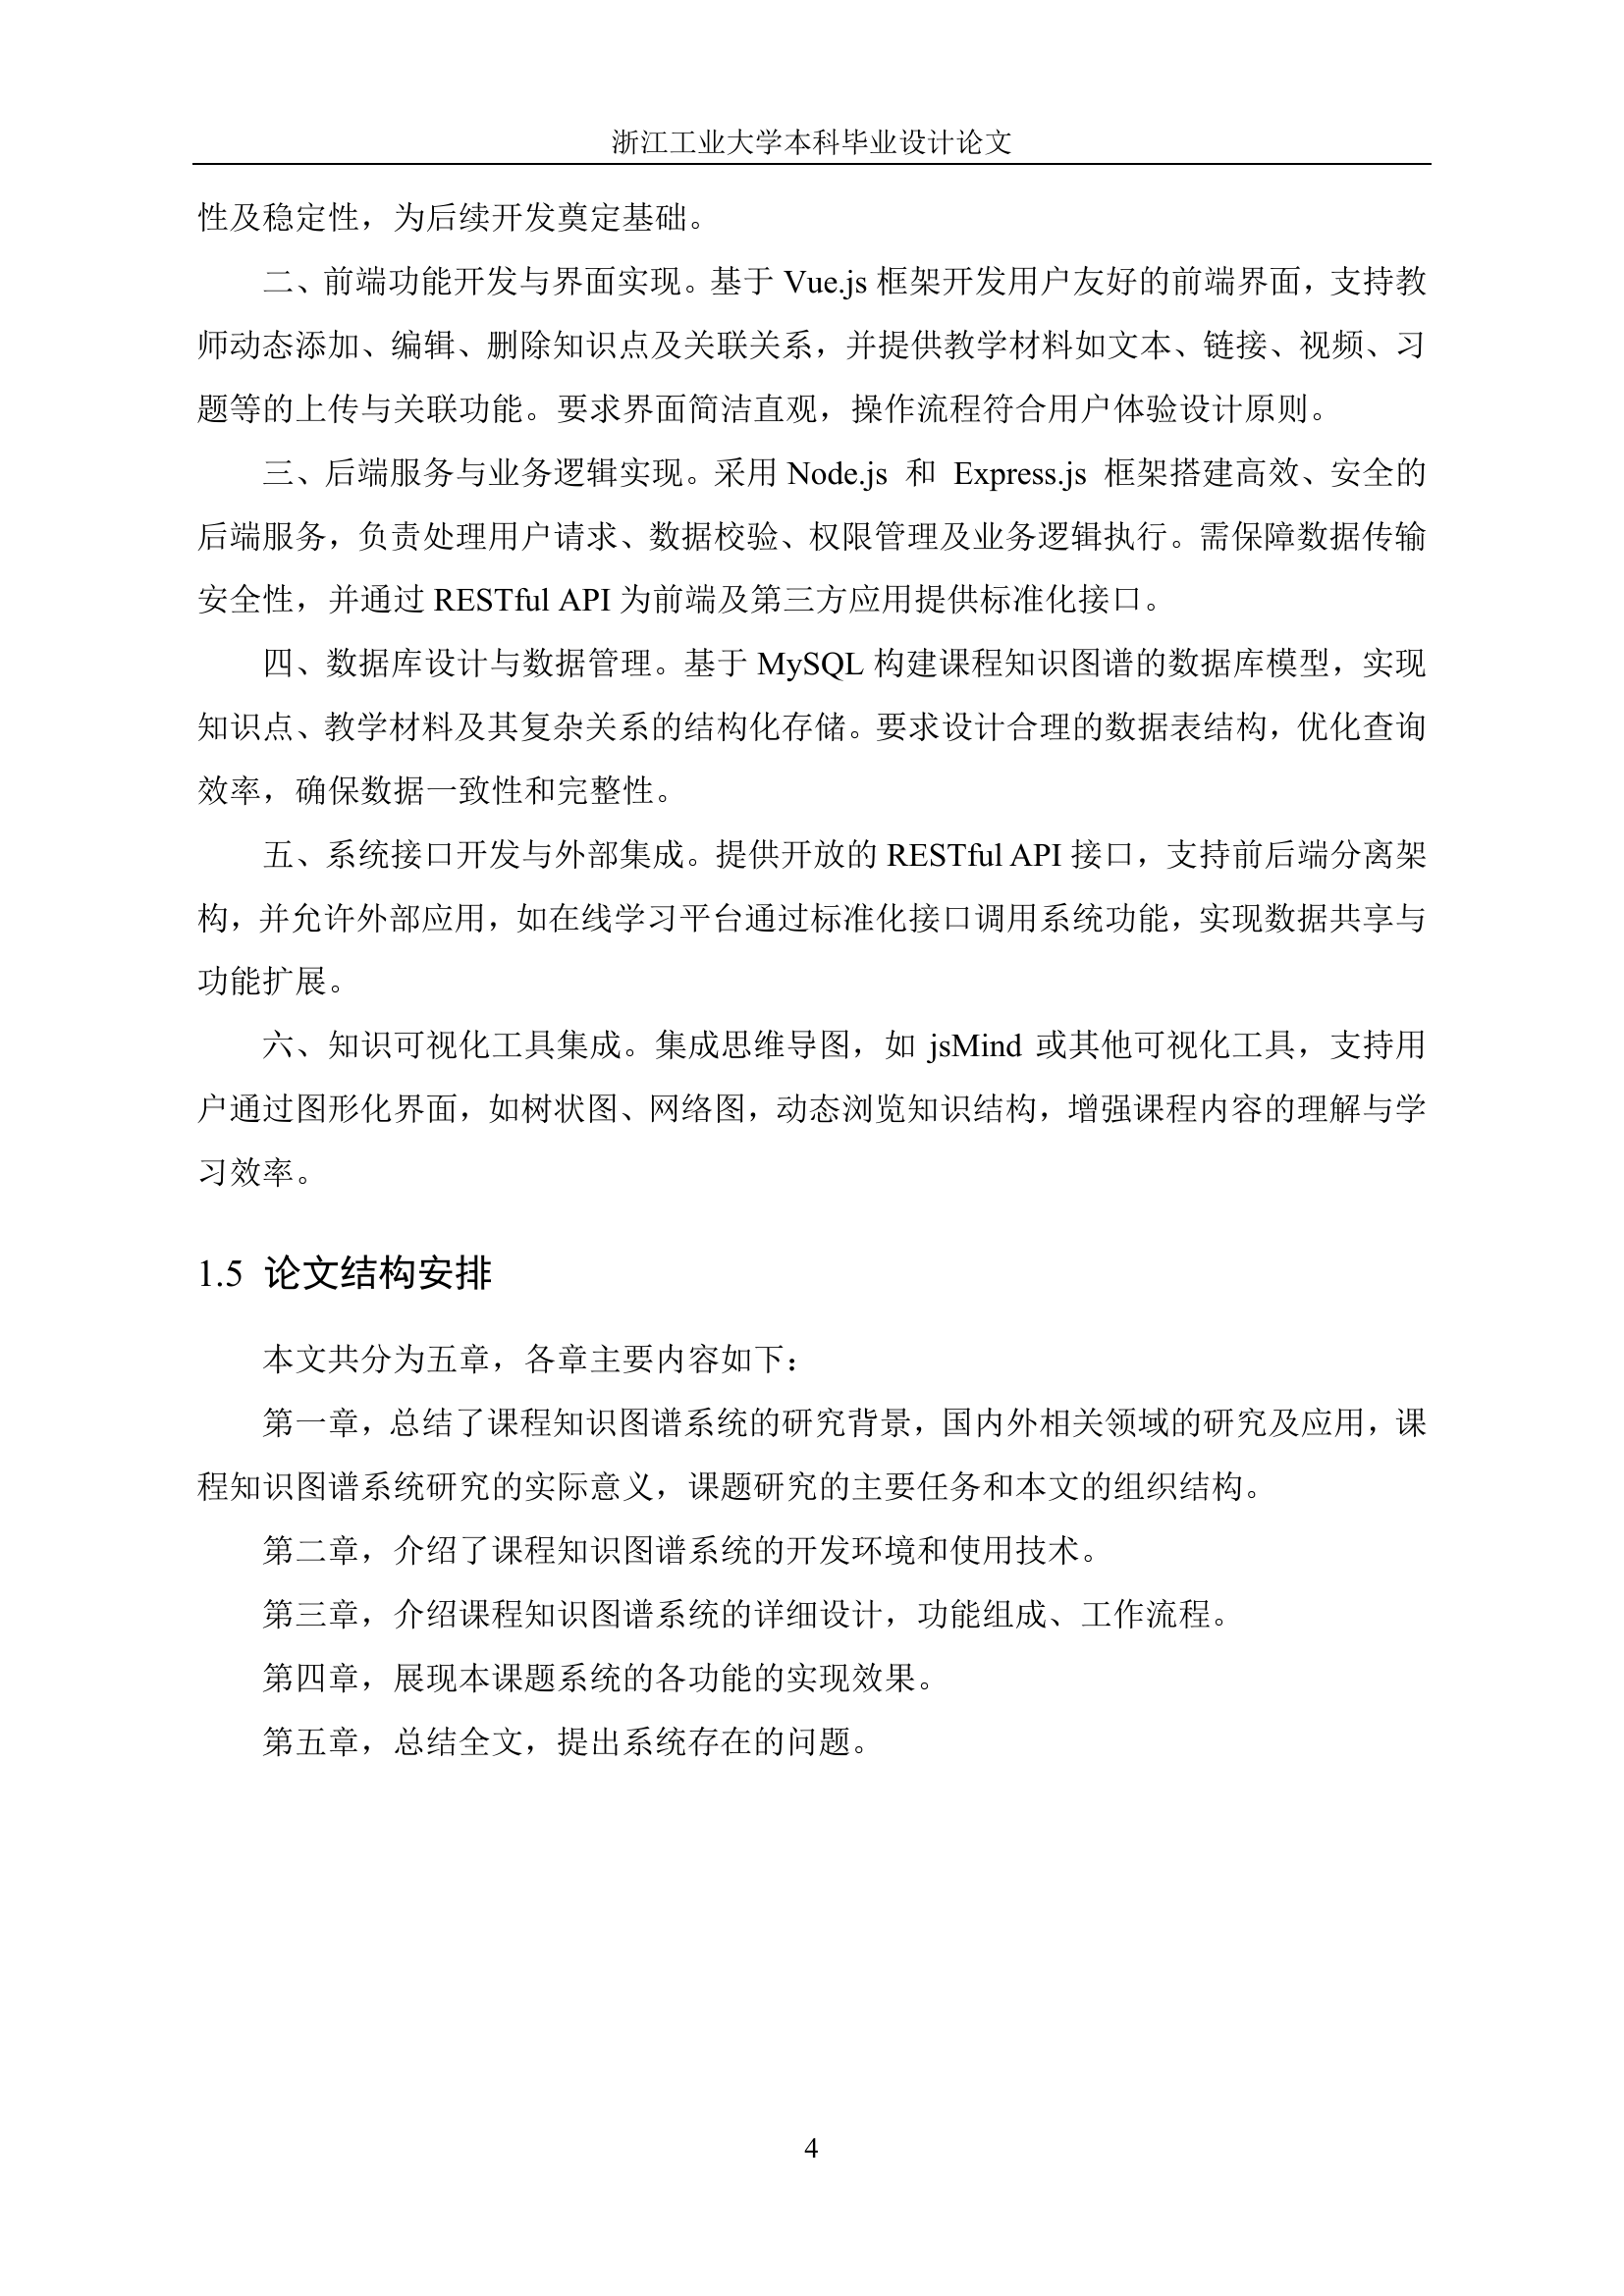 浙江工业大学本科毕业设计论文
性及稳定性，为后续开发奠定基础。
二、前端功能开发与界面实现。基于 Vue.js 框架开发用户友好的前端界面，支持教
师动态添加、编辑、删除知识点及关联关系，并提供教学材料如文本、链接、视频、习
题等的上传与关联功能。要求界面简洁直观，操作流程符合用户体验设计原则。
三、后端服务与业务逻辑实现。采用 Node.js 和 Express.js 框架搭建高效、安全的
后端服务，负责处理用户请求、数据校验、权限管理及业务逻辑执行。需保障数据传输
安全性，并通过 RESTful API 为前端及第三方应用提供标准化接口。
四、数据库设计与数据管理。基于 MySQL 构建课程知识图谱的数据库模型，实现
知识点、教学材料及其复杂关系的结构化存储。要求设计合理的数据表结构，优化查询
效率，确保数据一致性和完整性。
五、系统接口开发与外部集成。提供开放的 RESTful API 接口，支持前后端分离架
构，并允许外部应用，如在线学习平台通过标准化接口调用系统功能，实现数据共享与
功能扩展。
六、知识可视化工具集成。集成思维导图，如 jsMind 或其他可视化工具，支持用
户通过图形化界面，如树状图、网络图，动态浏览知识结构，增强课程内容的理解与学
习效率。
1.5 论文结构安排
本文共分为五章，各章主要内容如下：
第一章，总结了课程知识图谱系统的研究背景，国内外相关领域的研究及应用，课
程知识图谱系统研究的实际意义，课题研究的主要任务和本文的组织结构。
第二章，介绍了课程知识图谱系统的开发环境和使用技术。
第三章，介绍课程知识图谱系统的详细设计，功能组成、工作流程。
第四章，展现本课题系统的各功能的实现效果。
第五章，总结全文，提出系统存在的问题。
4